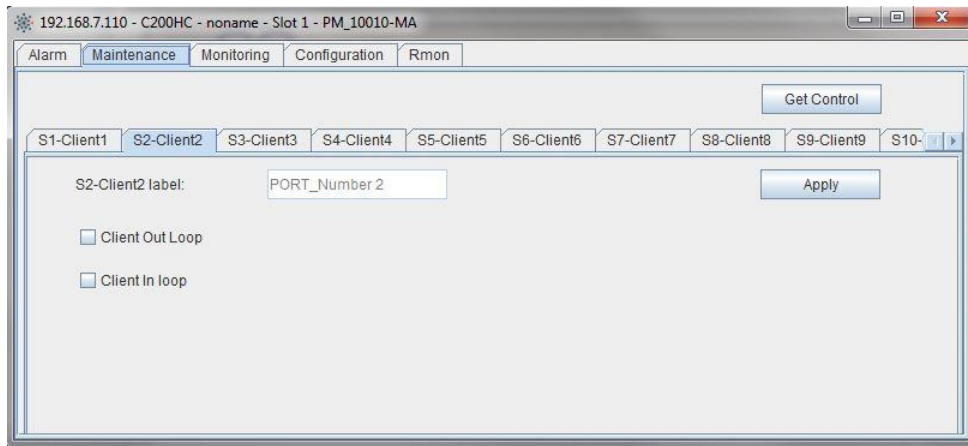 192.168.7.110 - C200HC - noname - Slot 1 - PM_10010-MA
Alarm Maintenance Monitoring Configuration Rmon
Get Control
S1-Client1 S2-Client2 S3-Client3 S4-Client4 S5-Client5 S6-Client6 S7-Client7 S8-Client8 S9-Client9 S10-
S2-Client2 label: PORT_Number 2 Apply
Client Out Loop
Client In loop